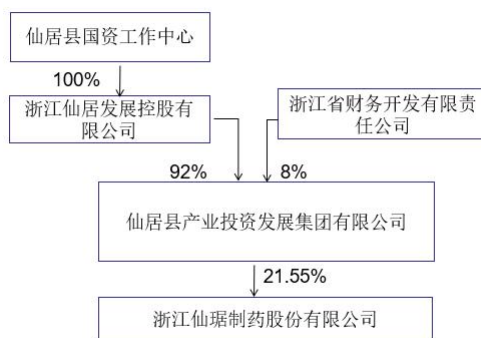 仙居县国资工作中心
100%
浙江仙居发展控股有
限公司
浙江省财务开发有限责
任公司
92%
8%
仙居县产业投资发展集团有限公司
21.55%
浙江仙琚制药股份有限公司